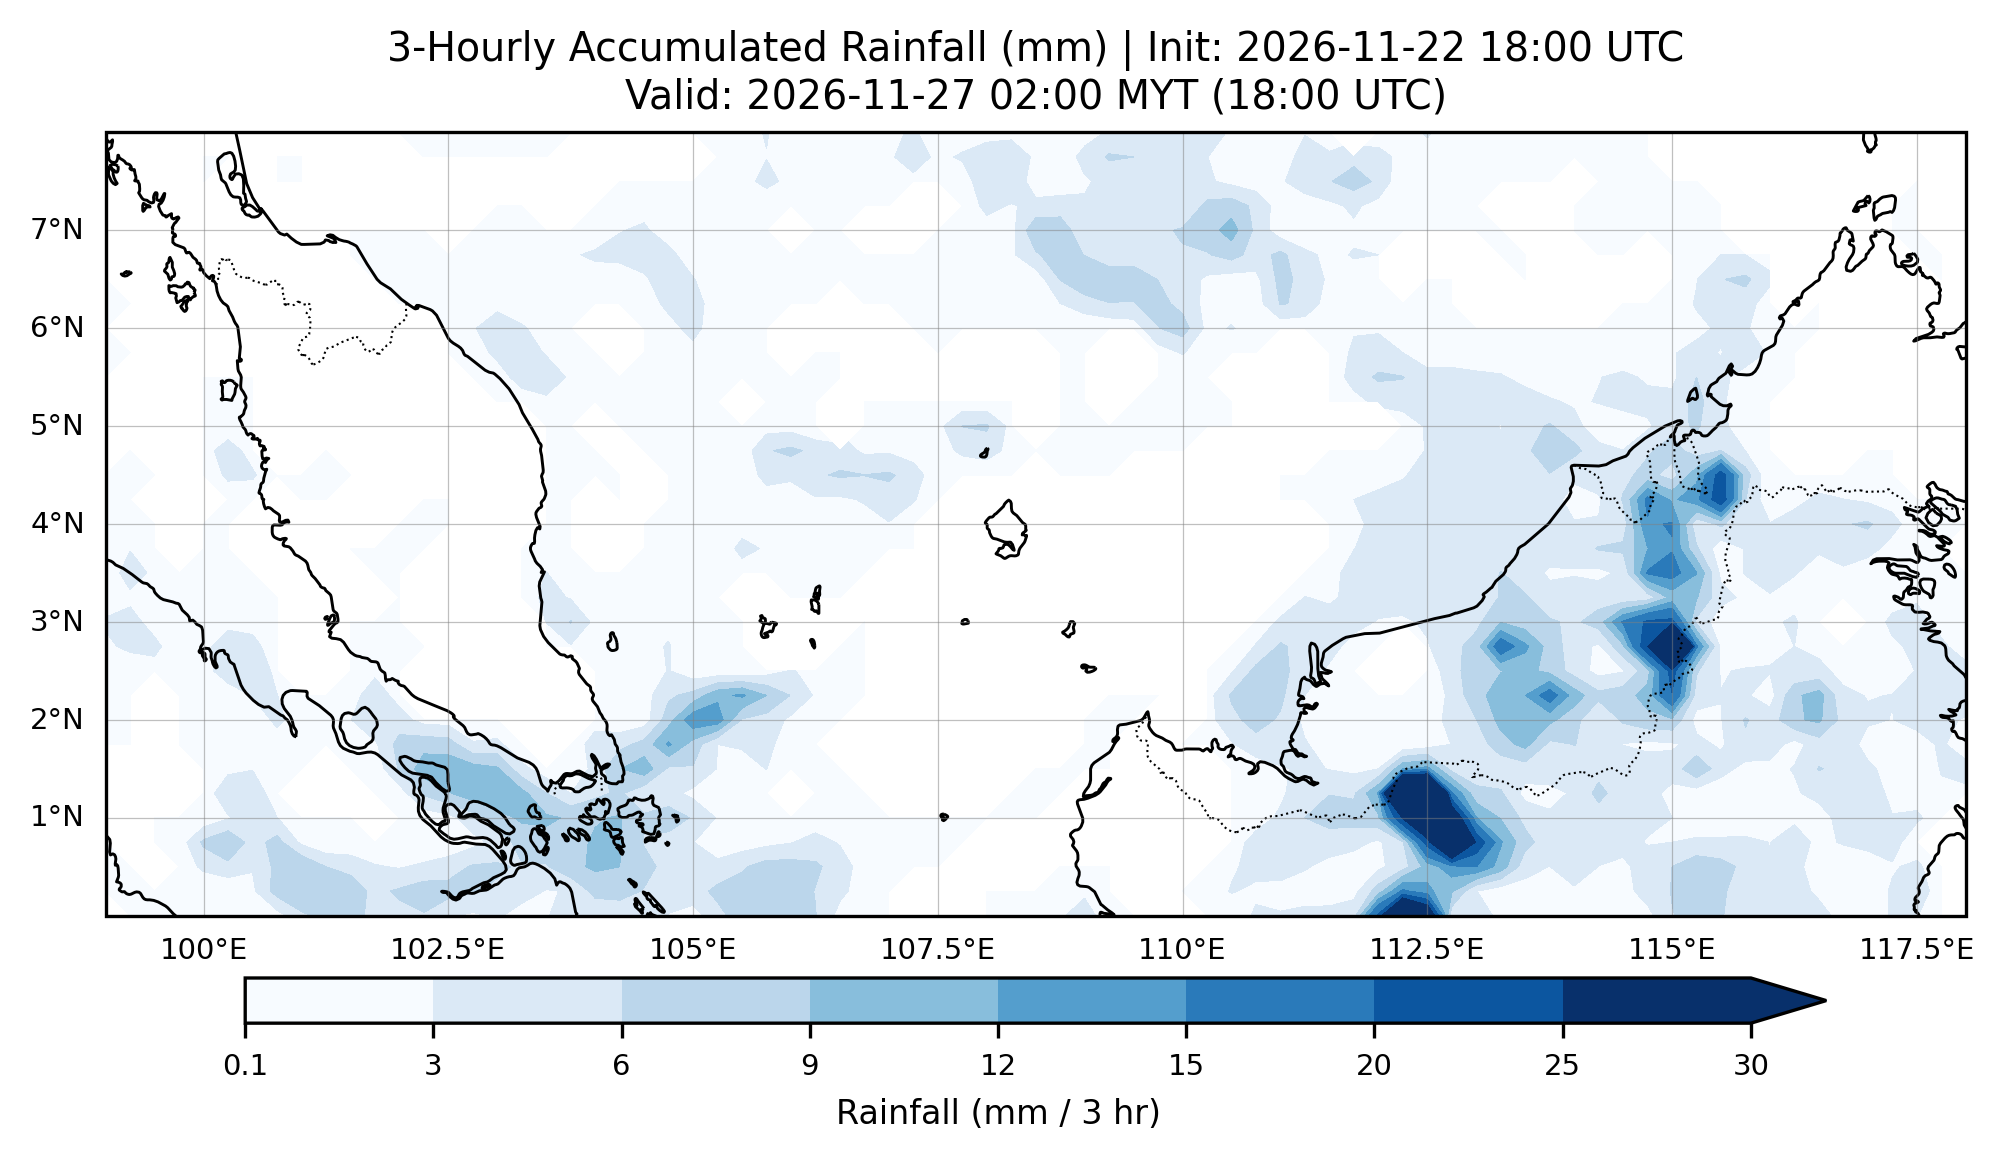 3-Hourly Accumulated Rainfall (mm) | Init: 2026-11-22 18:00 UTC
Valid: 2026-11-27 02:00 MYT (18:00 UTC)
7°N
6°N
5°N
4°N
3°N
2°N
1°N
100°E 102.5°E 105°E 107.5°E 110°E 112.5°E 115°E 117.5°E
0.1 3 6 9 12 15 20 25 30
Rainfall (mm / 3 hr)